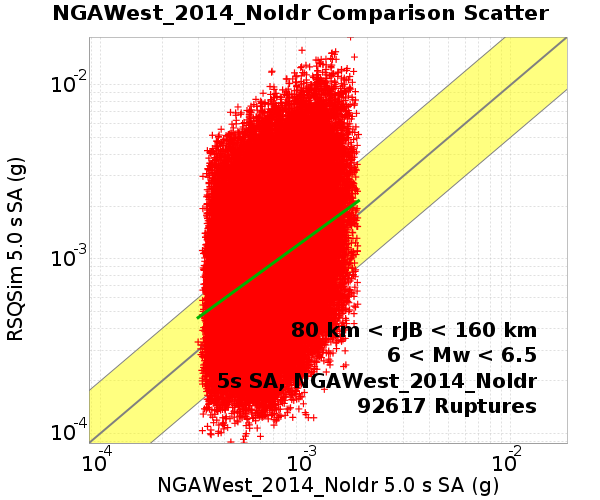 NGAWest_2014_NoIdr Comparison Scatter
RSQSim 5.0 s SA (g)
10-2
10-3
10-4
80 km < rJB < 160 km
6 < Mw < 6.5
5s SA, NGAWest_2014_NoIdr
92617 Ruptures
10-4
10-3
10-2
NGAWest_2014_NoIdr 5.0 s SA (g)